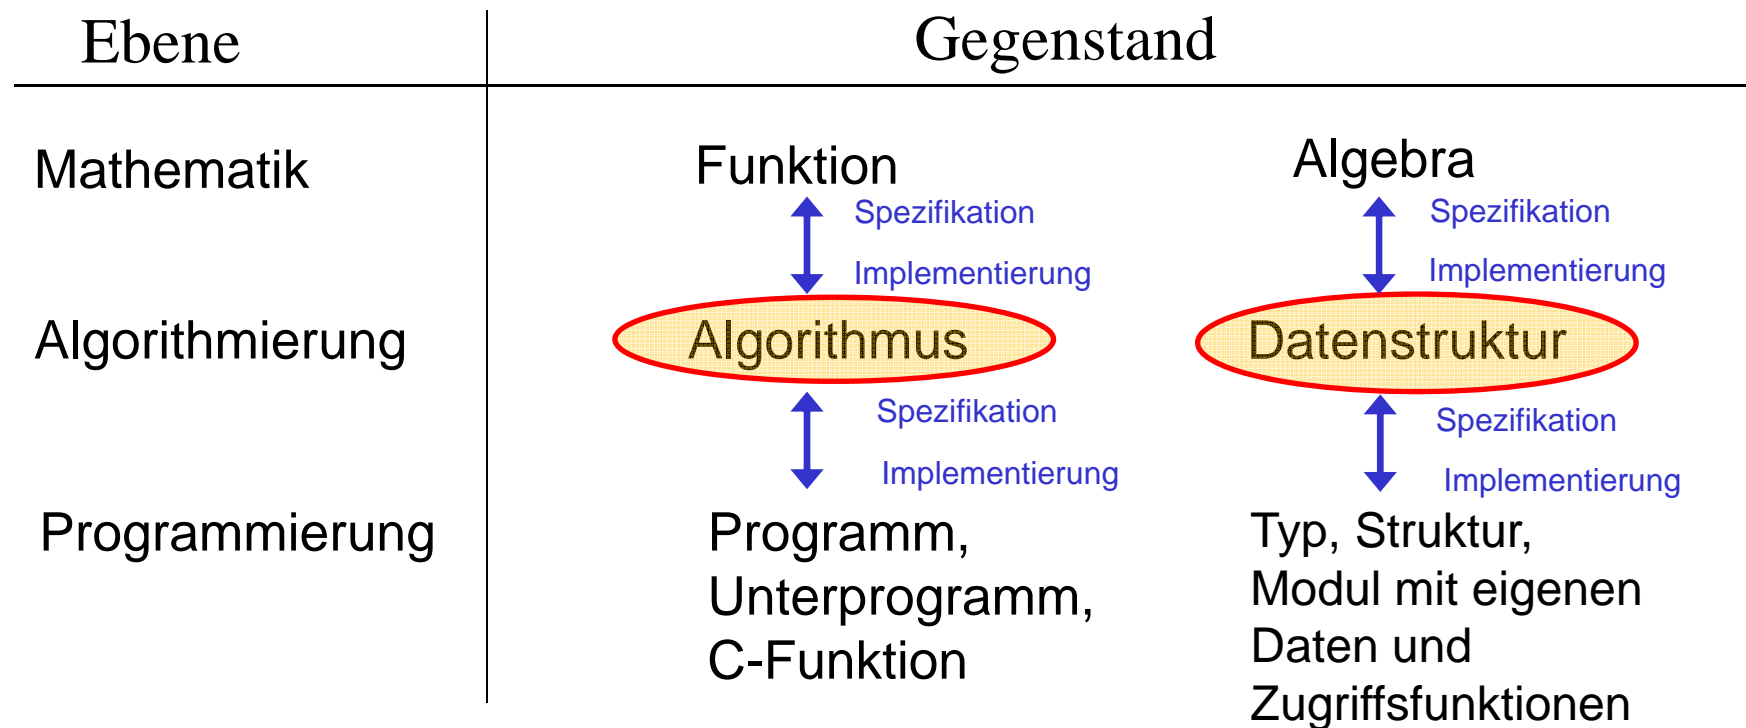 Ebene Gegenstand
Mathematik Funktion Algebra
Spezifikation Spezifikation
Implementierung Implementierung
Algorithmierung Algorithmus Datenstruktur
Spezifikation Spezifikation
Implementierung Implementierung
Programmierung Programm, Typ, Struktur,
Unterprogramm, Modul mit eigenen
C-Funktion Daten und
Zugriffsfunktionen